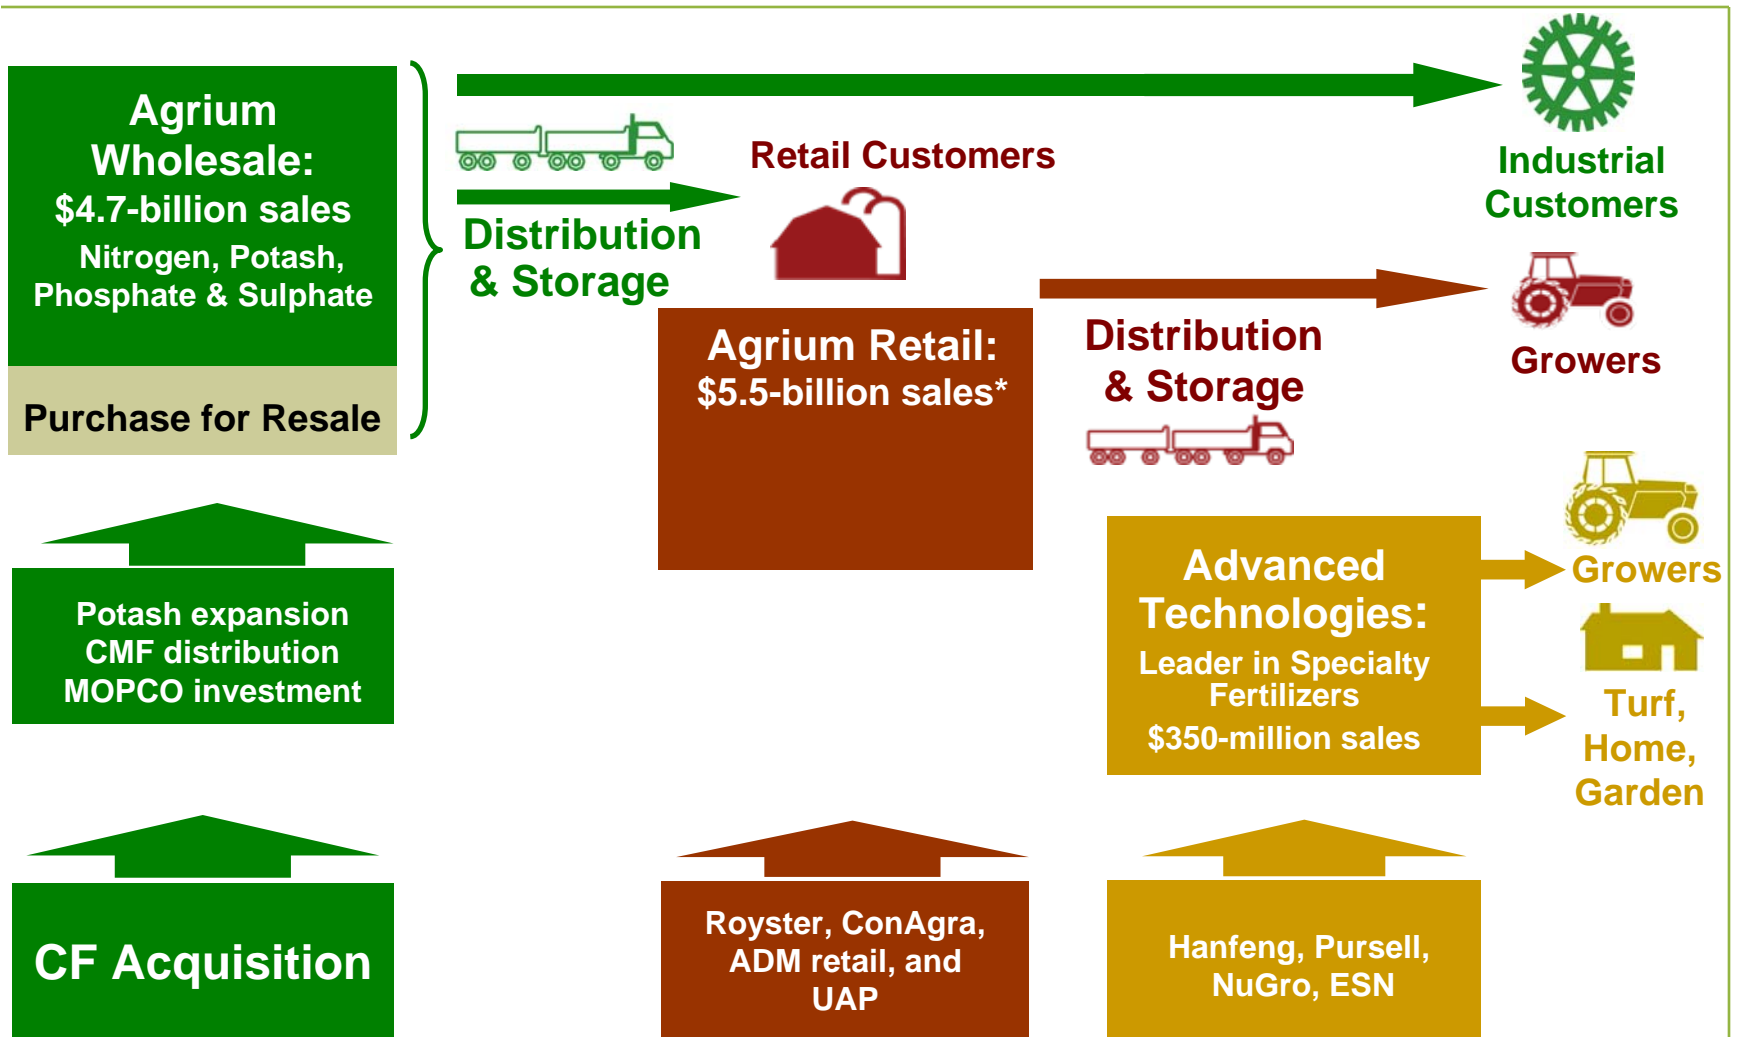 Agrium
Wholesale:
$4.7-billion sales
Nitrogen, Potash,
Phosphate & Sulphate
Purchase for Resale
Distribution
& Storage
Retail Customers
Industrial
Customers
Agrium Retail:
$5.5-billion sales*
Distribution
& Storage
Growers
Potash expansion
CMF distribution
MOPCO investment
Advanced
Technologies:
Leader in Specialty
Fertilizers
$350-million sales
Growers
Turf,
Home,
Garden
CF Acquisition
Royster, ConAgra,
ADM retail, and
UAP
Hanfeng, Pursell,
NuGro, ESN